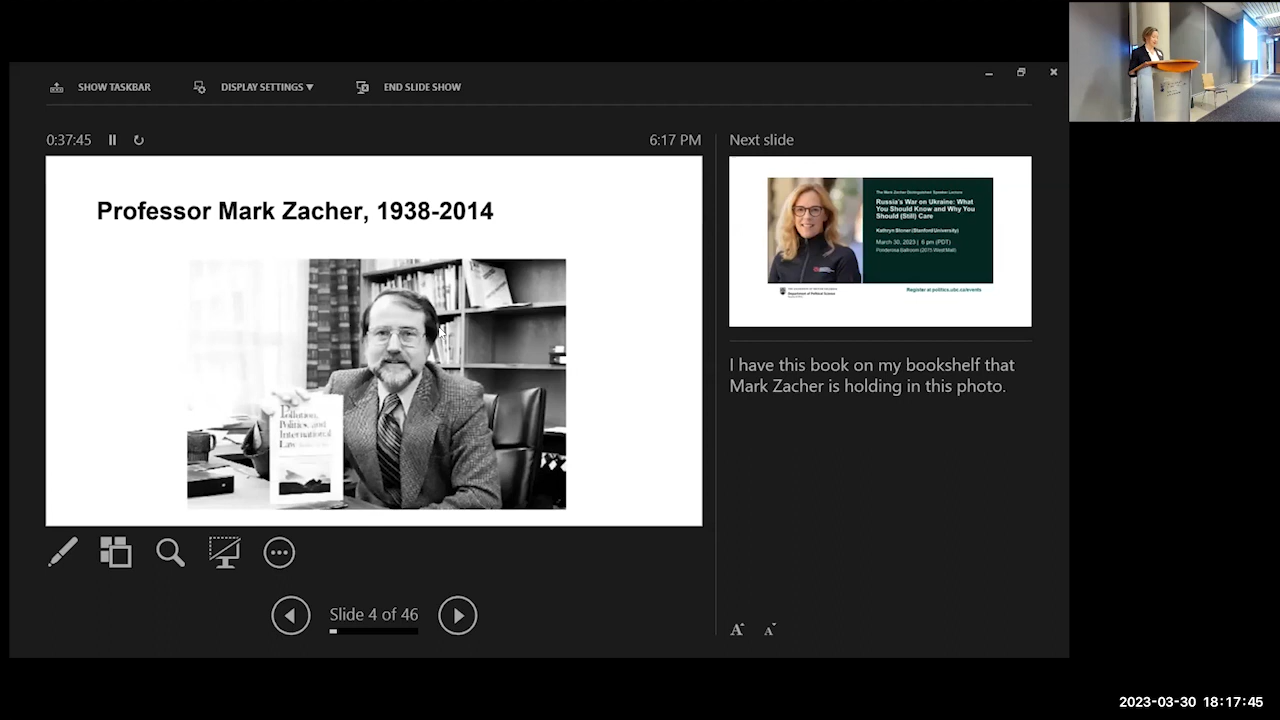 SHOW TASKBAR
DISPLAY SETTINGS ▼
END SLIDE SHOW
0:37:45
6:17 PM
Professor Mark Zacher, 1938-2014
Pollution,
Politics, and
International
Law
Slide 4 of 46
Next slide
The Mark Zacher Distinguished Speaker Lecture
Russia's War on Ukraine: What
You Should Know and Why You
Should (Still) Care
Kathryn Stoner (Stanford University)
March 30, 2023 | 6 pm (PDT)
Ponderosa Ballroom (2075 West Mall)
Department of Political Science
Register at politics.ubc.ca/events
I have this book on my bookshelf that
Mark Zacher is holding in this photo.
A A
2023-03-30 18:17:45